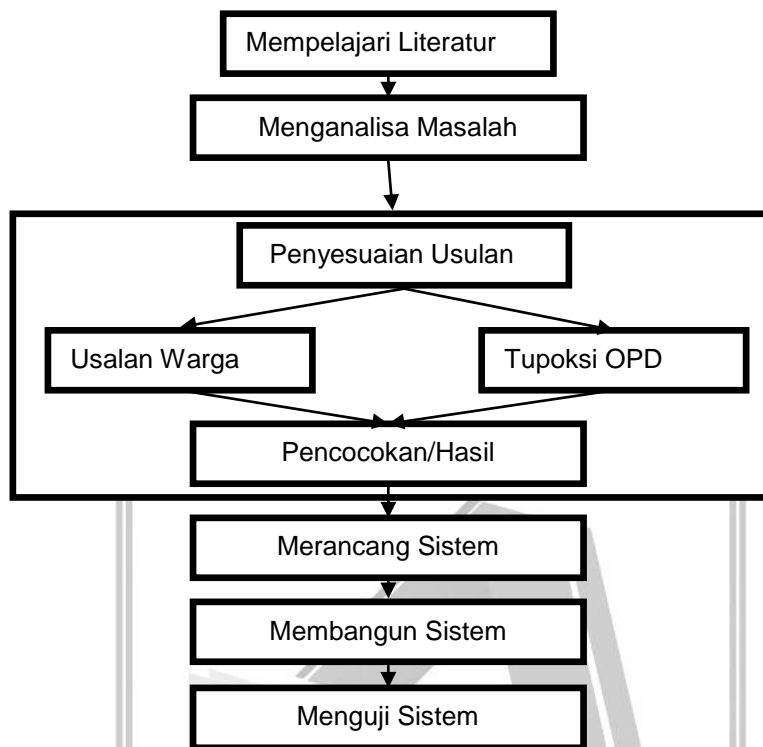 Mempelajari Literatur
Menganalisa Masalah
Penyesuaian Usulan
Usalan Warga
Tupoksi OPD
Pencocokan/Hasil
Merancang Sistem
Membangun Sistem
Menguji Sistem